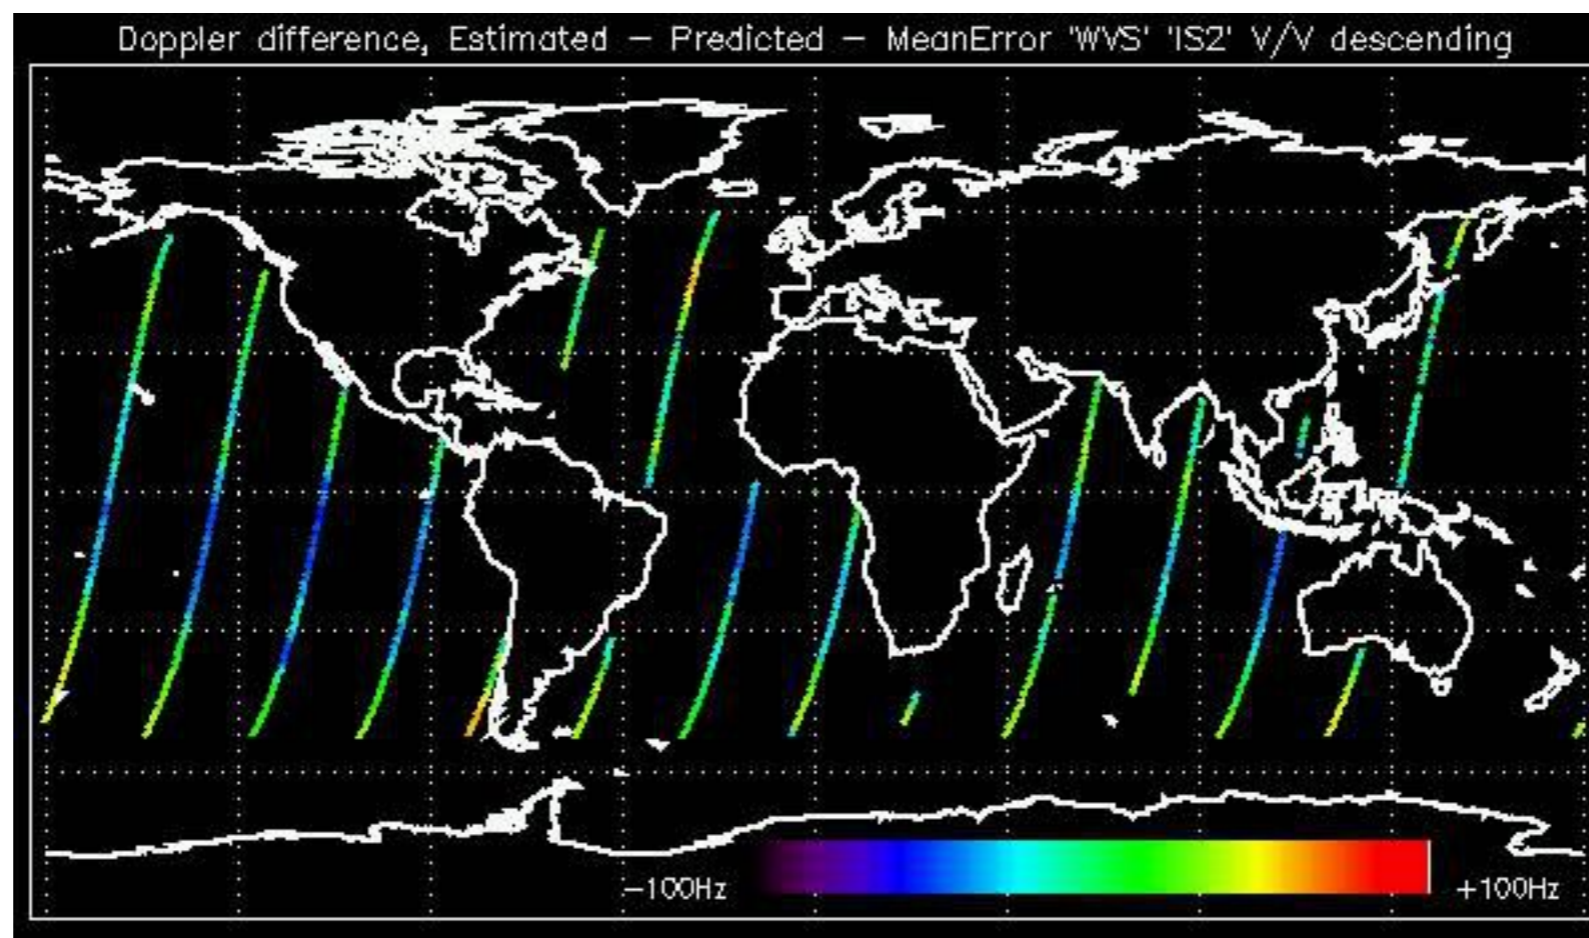 Doppler difference, Estimated – Predicted – MeanError 'WVS' 'IS2' V/V descending
–100Hz
+100Hz